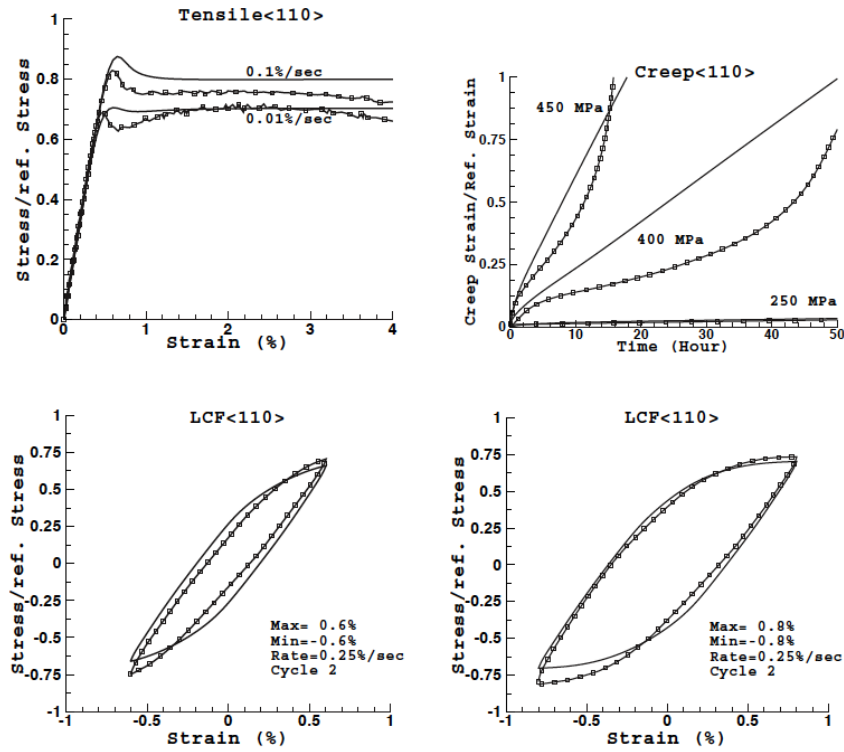 Tensile<110>
Stress/ref. Stress
1
0.8
0.6
0.4
0.2
0
0.1%/sec
0.01%/sec
0
1
2
3
4
Strain (%)
Creep<110>
Creep Strain/Ref. Strain
1
0.75
0.5
0.25
0
450 MPa
400 MPa
250 MPa
0
10
20
30
40
50
Time (Hour)
LCF<110>
Stress/ref. Stress
1
0.75
0.5
0.25
0
-0.25
-0.5
-0.75
-1
Max= 0.6%
Min=-0.6%
Rate=0.25%/sec
Cycle 2
-1
-0.5
0
0.5
1
Strain (%)
LCF<110>
Stress/ref. Stress
1
0.75
0.5
0.25
0
-0.25
-0.5
-0.75
-1
Max= 0.8%
Min=-0.8%
Rate=0.25%/sec
Cycle 2
-1
-0.5
0
0.5
1
Strain (%)